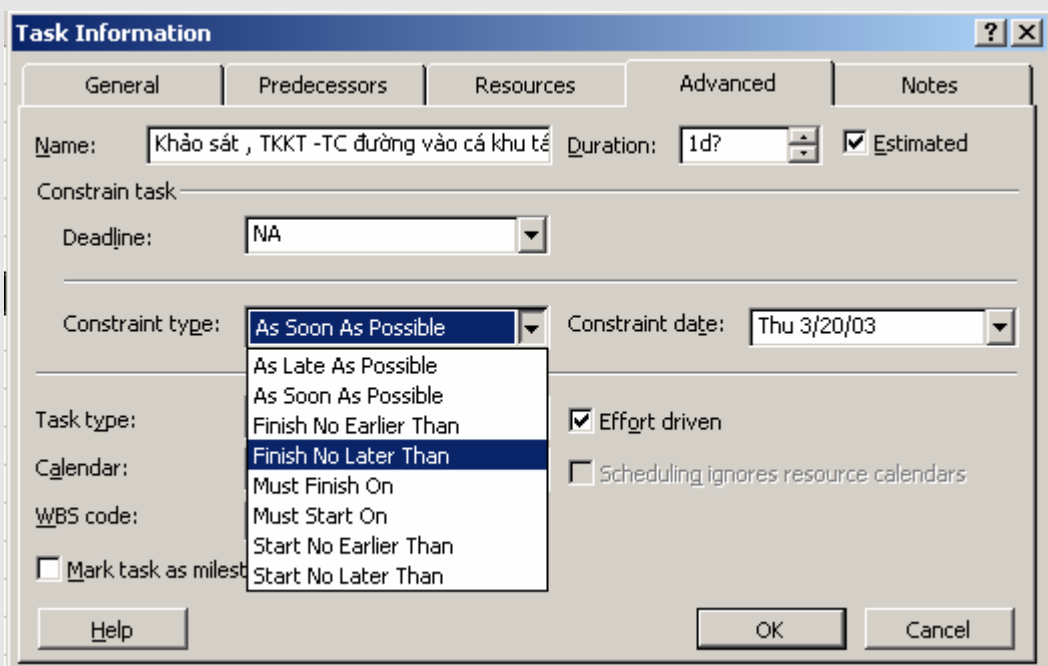 Task Information
General Predecessors Resources Advanced Notes
Name: Khảo sát , TKKT -TC đường vào cá khu tá Duration: 1d? Estimated
Constrain task
Deadline: NA
Constraint type: As Soon As Possible Constraint date: Thu 3/20/03
As Late As Possible
As Soon As Possible
Task type: Finish No Earlier Than Effort driven
Calendar: Finish No Later Than Scheduling ignores resource calendars
Must Finish On
WBS code: Must Start On
Start No Earlier Than
Mark task as milest Start No Later Than
Help OK Cancel